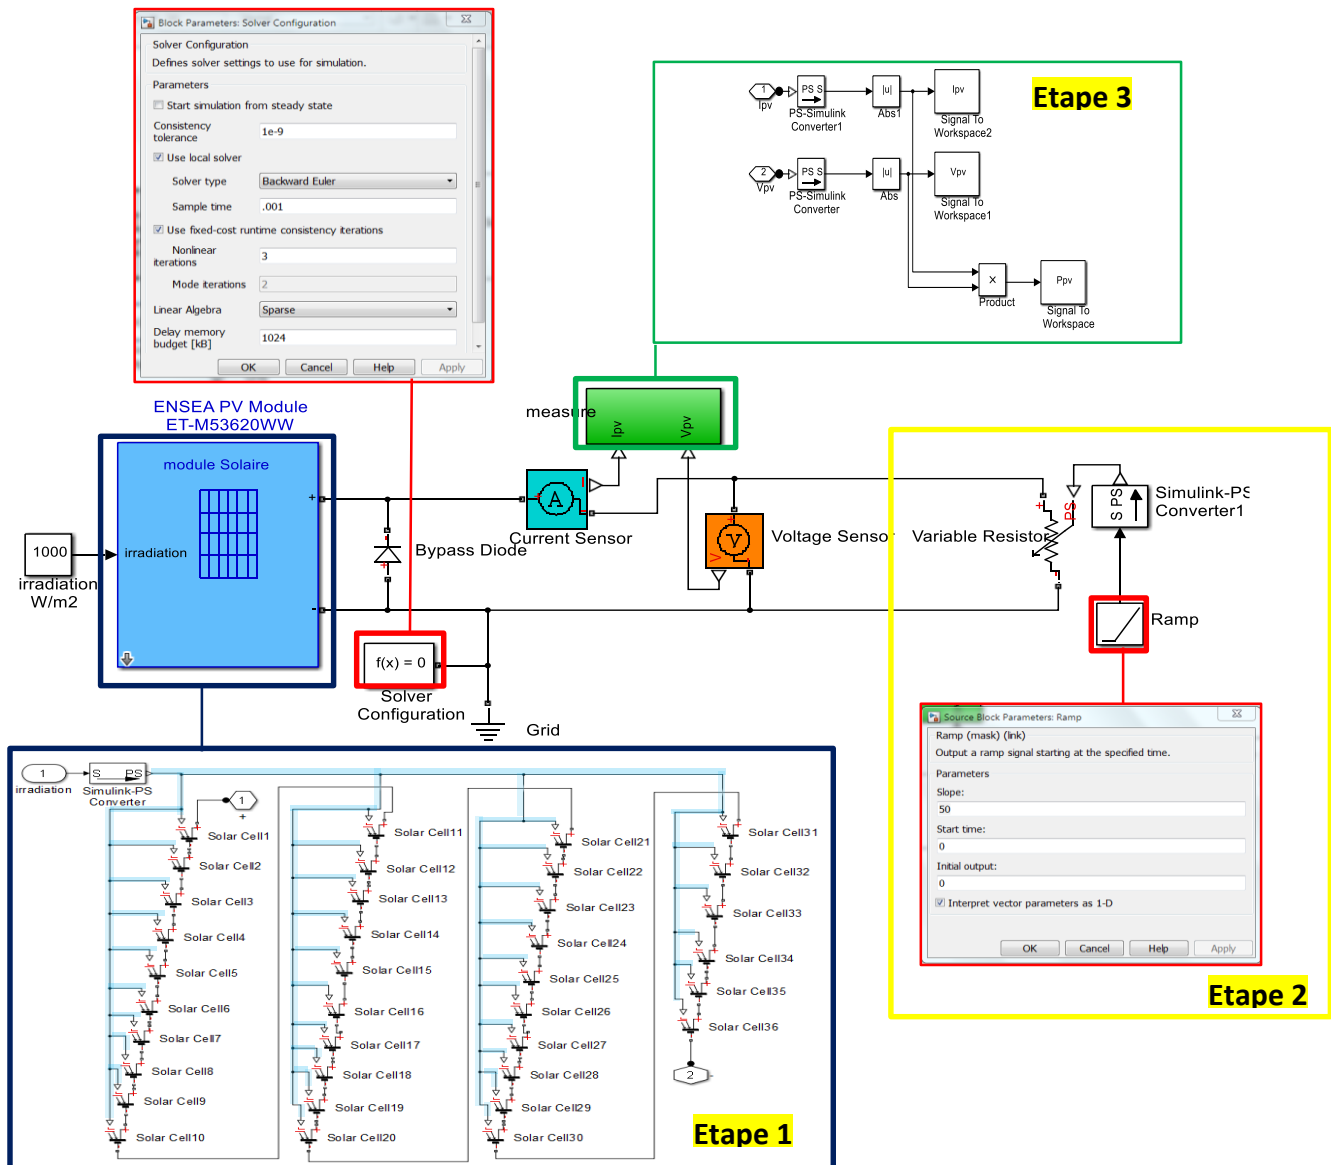 Block Parameters: Solver Configuration
Solver Configuration
Defines solver settings to use for simulation.
Parameters
Start simulation from steady state
Consistency
tolerance
1e-9
Use local solver
Solver type
Backward Euler
Sample time
.001
Use fixed-cost runtime consistency iterations
Nonlinear
iterations
3
Mode iterations
2
Linear Algebra
Sparse
Delay memory
budget [kB]
1024
OK
Cancel
Help
Apply
Etape 3
1
Ipv
PS S
PS-Simulink
Converter1
|u|
Abs1
Ipv
Signal To
Workspace2
2
Vpv
PS S
PS-Simulink
Converter
|u|
Abs
Vpv
Signal To
Workspace1
X
Product
Ppv
Signal To
Workspace
ENSEA PV Module
ET-M53620WW
module Solaire
irradiation
+
-
1000
irradiation
W/m2
measure
Ipv
Vpv
A
I
Current Sensor
Bypass Diode
V
V
Voltage Sensor
Variable Resistor
PS
S PS
Simulink-PS
Converter1
Ramp
f(x) = 0
Solver
Configuration
Grid
Source Block Parameters: Ramp
Ramp (mask) (link)
Output a ramp signal starting at the specified time.
Parameters
Slope:
50
Start time:
0
Initial output:
0
Interpret vector parameters as 1-D
OK
Cancel
Help
Apply
Etape 2
1
irradiation
S PS
Simulink-PS
Converter
1
+
Solar Cell1
Solar Cell2
Solar Cell3
Solar Cell4
Solar Cell5
Solar Cell6
Solar Cell7
Solar Cell8
Solar Cell9
Solar Cell10
Solar Cell11
Solar Cell12
Solar Cell13
Solar Cell14
Solar Cell15
Solar Cell16
Solar Cell17
Solar Cell18
Solar Cell19
Solar Cell20
Solar Cell21
Solar Cell22
Solar Cell23
Solar Cell24
Solar Cell25
Solar Cell26
Solar Cell27
Solar Cell28
Solar Cell29
Solar Cell30
Solar Cell31
Solar Cell32
Solar Cell33
Solar Cell34
Solar Cell35
Solar Cell36
2
-
Etape 1